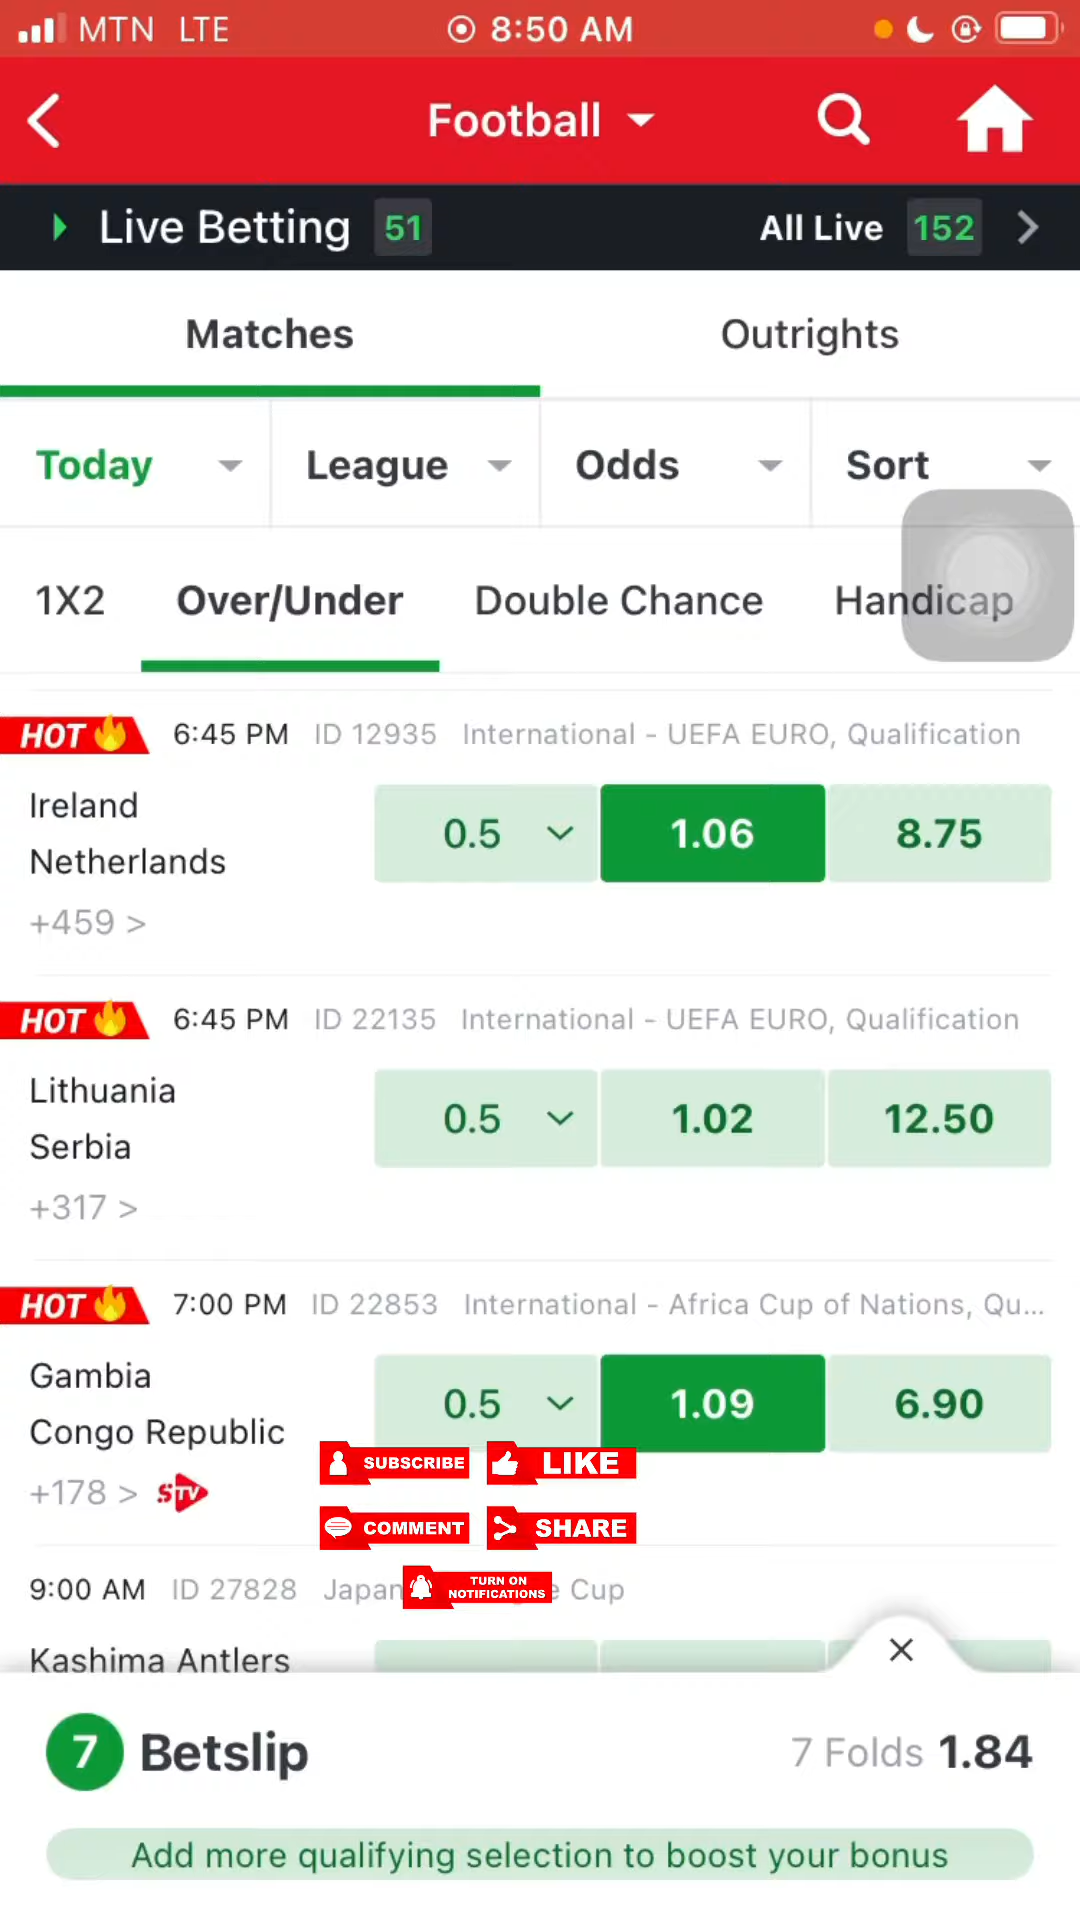 MTN LTE 8:50 AM
Football
Live Betting 51 All Live 152
Matches Outrights
Today League Odds Sort
1X2 Over/Under Double Chance Handicap
HOT 6:45 PM ID 12935 International - UEFA EURO, Qualification
Ireland
Netherlands
0.5 1.06 8.75
+459 >
HOT 6:45 PM ID 22135 International - UEFA EURO, Qualification
Lithuania
Serbia
0.5 1.02 12.50
+317 >
HOT 7:00 PM ID 22853 International - Africa Cup of Nations, Qu...
Gambia
Congo Republic
0.5 1.09 6.90
+178 > STV
SUBSCRIBE LIKE
COMMENT SHARE
TURN ON
NOTIFICATIONS
9:00 AM ID 27828 Japan Cup
Kashima Antlers
7 Betslip 7 Folds 1.84
Add more qualifying selection to boost your bonus